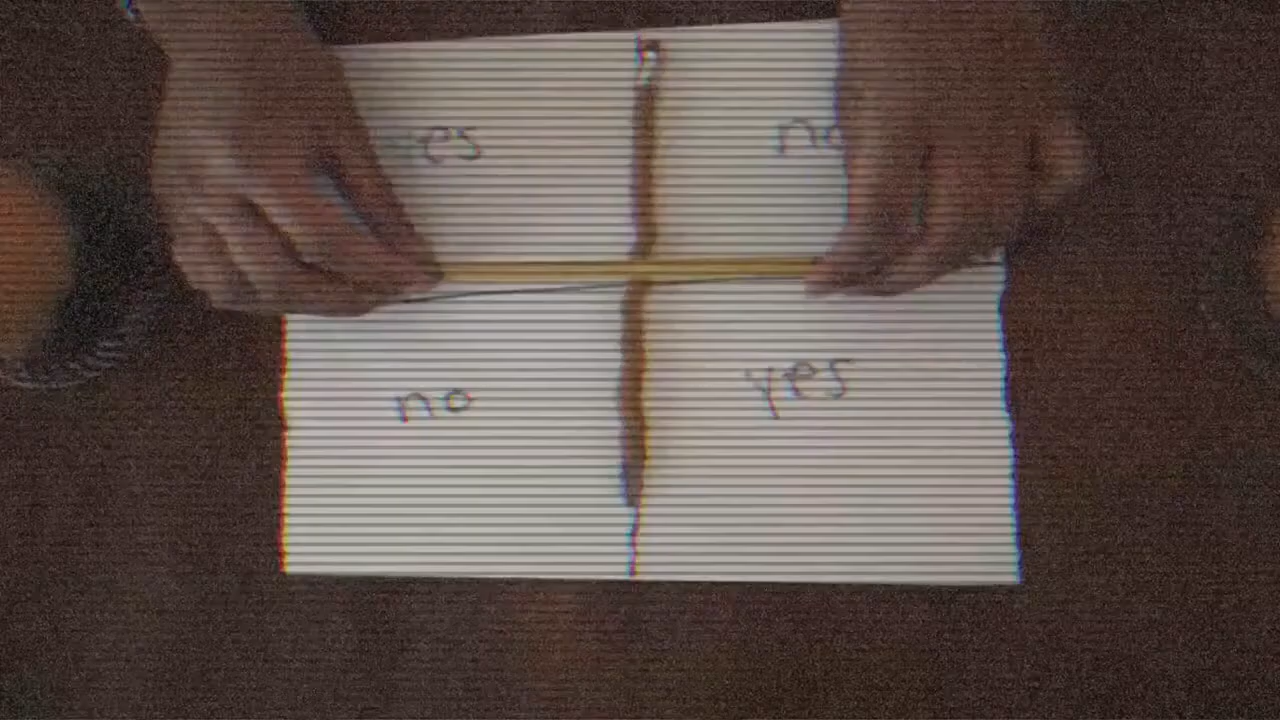 yes no
no yes